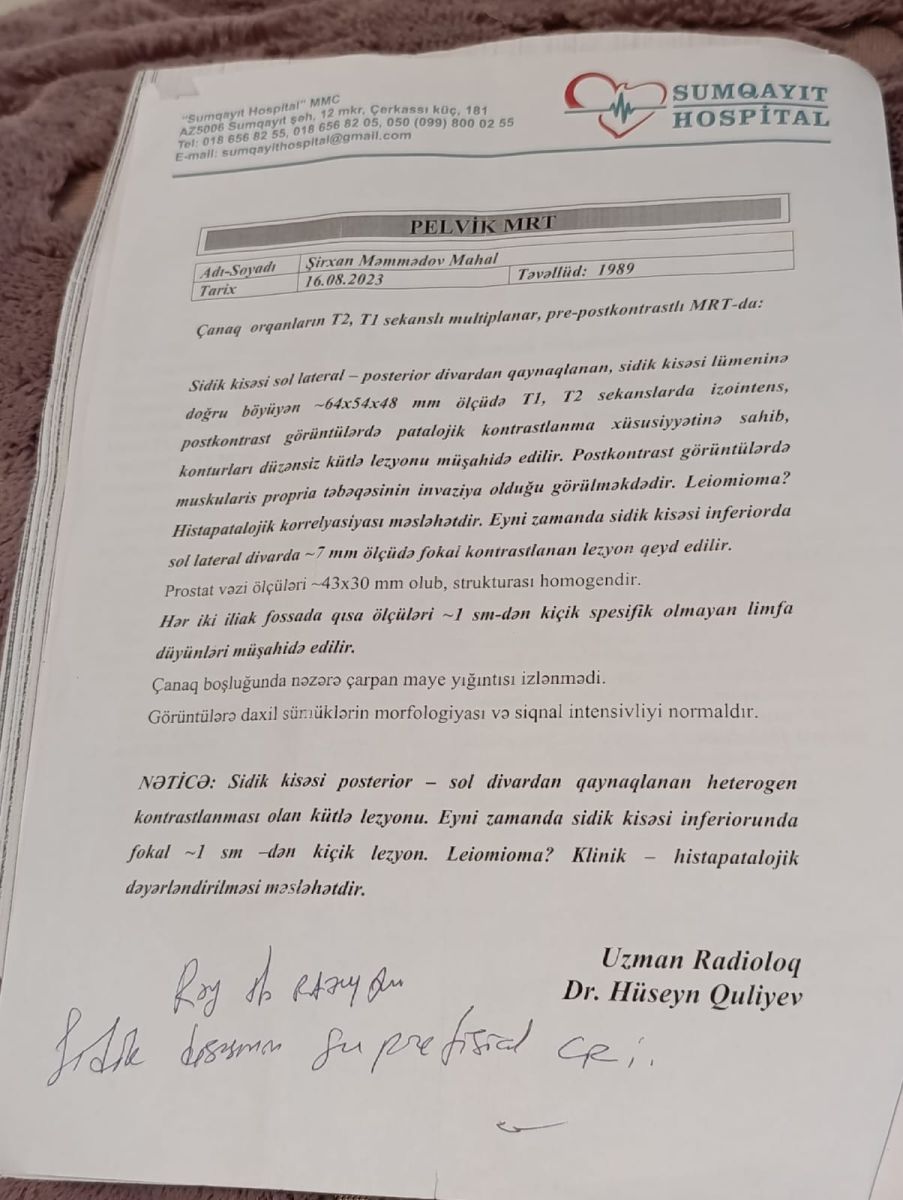 "Sumqayıt Hospital" MMC
AZ5006 Sumqayıt şəh, 12 mkr, Çerkassı küç, 181
Tel: 018 656 82 55, 018 656 82 05, 050 (099) 800 02 55
E-mail: sumqayithospital@gmail.com
SUMQAYIT
HOSPİTAL
PELVİK MRT
Adı-Soyadı Şirxan Məmmədov Mahal
Tarix 16.08.2023 Təvəllüd: 1989
Çanaq orqanların T2, T1 sekanslı multiplanar, pre-postkontrastlı MRT-da:
Sidik kisəsi sol lateral – posterior divardan qaynaqlanan, sidik kisəsi lümeninə
doğru böyüyən ~64x54x48 mm ölçüdə T1, T2 sekanslarda izointens,
postkontrast görüntülərdə patalojik kontrastlanma xüsusiyyətinə sahib,
konturları düzənsiz kütlə lezyonu müşahidə edilir. Postkontrast görüntülərdə
muskularis propria təbəqəsinin invaziya olduğu görülməkdədir. Leiomioma?
Histapatalojik korrelyasiyası məsləhətdir. Eyni zamanda sidik kisəsi inferiorda
sol lateral divarda ~7 mm ölçüdə fokal kontrastlanan lezyon qeyd edilir.
Prostat vəzi ölçüləri ~43x30 mm olub, strukturası homogendir.
Hər iki iliak fossada qısa ölçüləri ~1 sm-dən kiçik spesifik olmayan limfa
düyünləri müşahidə edilir.
Çanaq boşluğunda nəzərə çarpan maye yığıntısı izlənmədi.
Görüntülərə daxil sümüklərin morfologiyası və siqnal intensivliyi normaldır.
NƏTİCƏ: Sidik kisəsi posterior – sol divardan qaynaqlanan heterogen
kontrastlanması olan kütlə lezyonu. Eyni zamanda sidik kisəsi inferiorunda
fokal ~1 sm –dən kiçik lezyon. Leiomioma? Klinik – histapatalojik
dəyərləndirilməsi məsləhətdir.
Uzman Radioloq
Dr. Hüseyn Quliyev
Rəy
Sidik